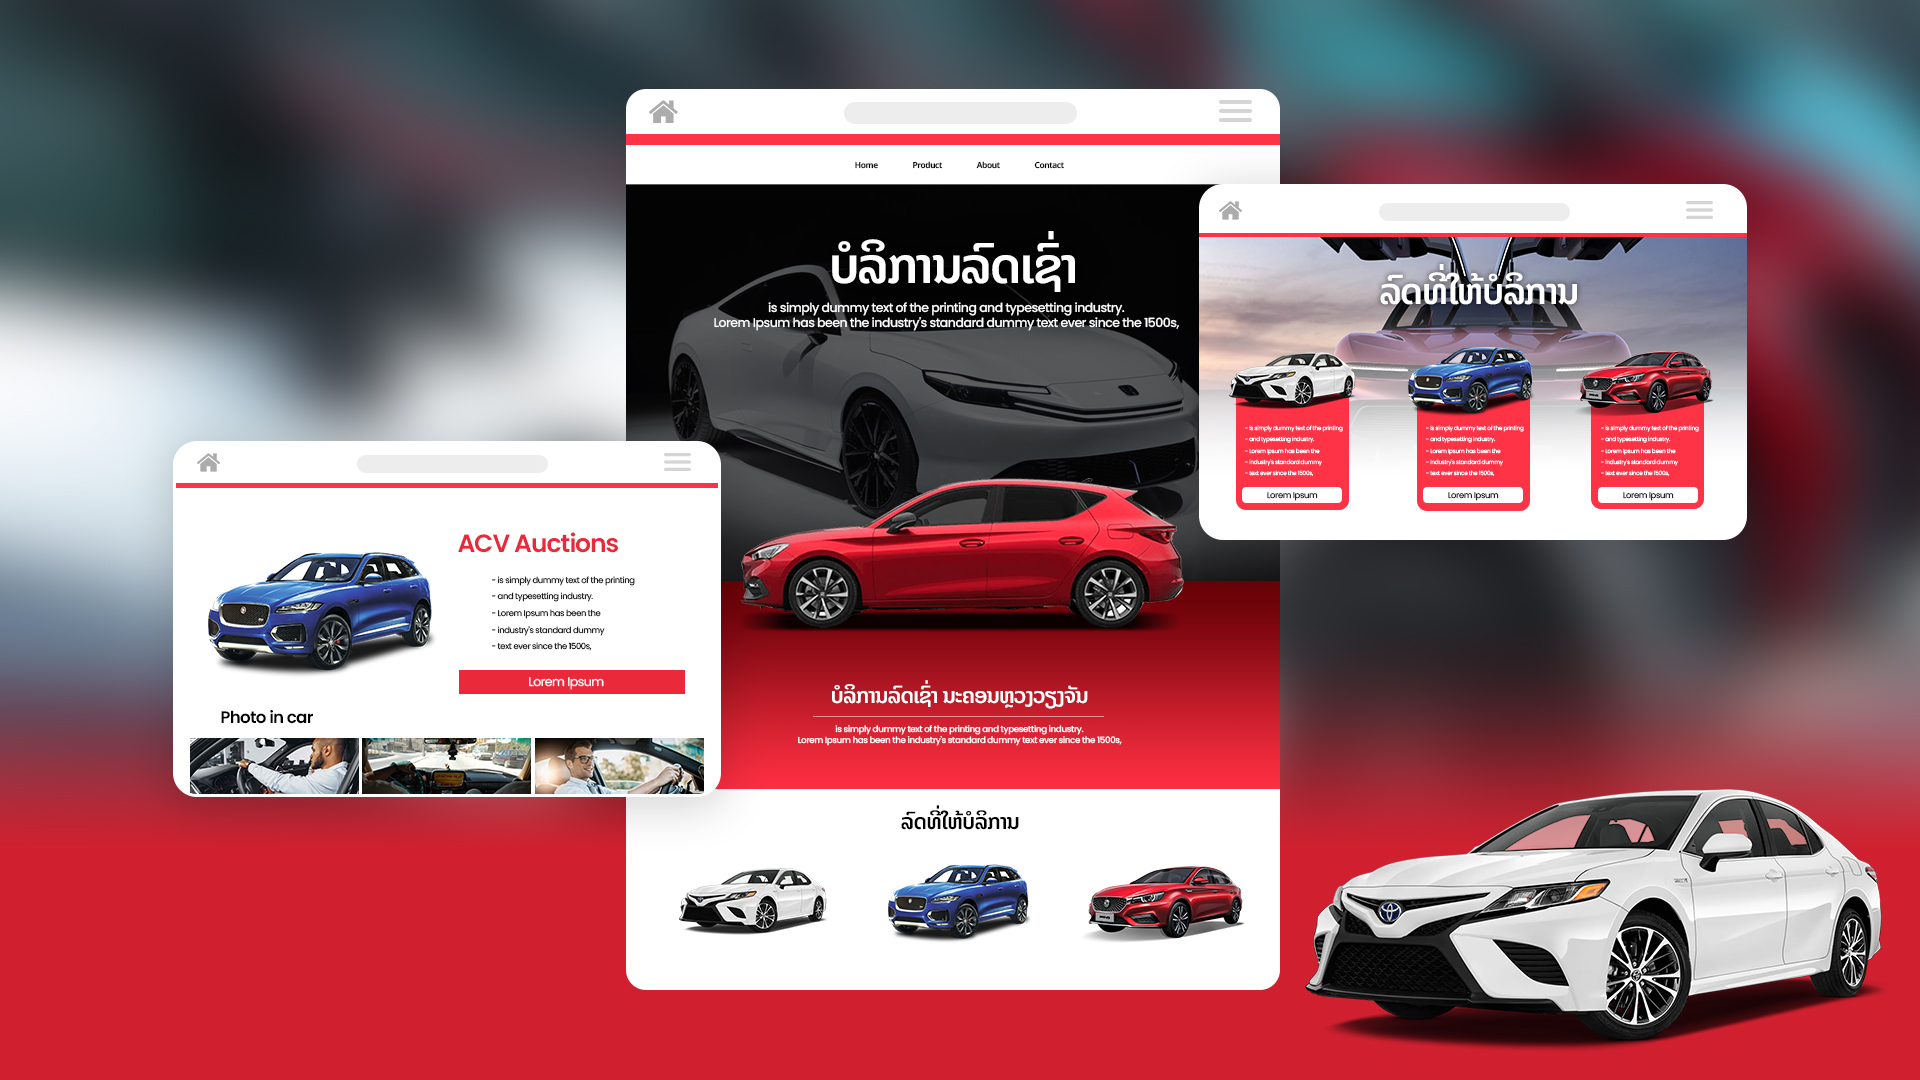 Home Product About Contact
ບໍລິການລົດເຊົ່າ
is simply dummy text of the printing and typesetting industry.
Lorem Ipsum has been the industry's standard dummy text ever since the 1500s,
ບໍລິການລົດເຊົ່າ ນະຄອນຫຼວງວຽງຈັນ
is simply dummy text of the printing and typesetting industry.
Lorem Ipsum has been the industry's standard dummy text ever since the 1500s,
ລົດທີ່ໃຫ້ບໍລິການ
ລົດທີ່ໃຫ້ບໍລິການ
- is simply dummy text of the printing
- and typesetting industry.
- Lorem Ipsum has been the
- industry's standard dummy
- text ever since the 1500s,
Lorem Ipsum
- is simply dummy text of the printing
- and typesetting industry.
- Lorem Ipsum has been the
- industry's standard dummy
- text ever since the 1500s,
Lorem Ipsum
- is simply dummy text of the printing
- and typesetting industry.
- Lorem Ipsum has been the
- industry's standard dummy
- text ever since the 1500s,
Lorem Ipsum
ACV Auctions
- is simply dummy text of the printing
- and typesetting industry.
- Lorem Ipsum has been the
- industry's standard dummy
- text ever since the 1500s,
Lorem Ipsum
Photo in car